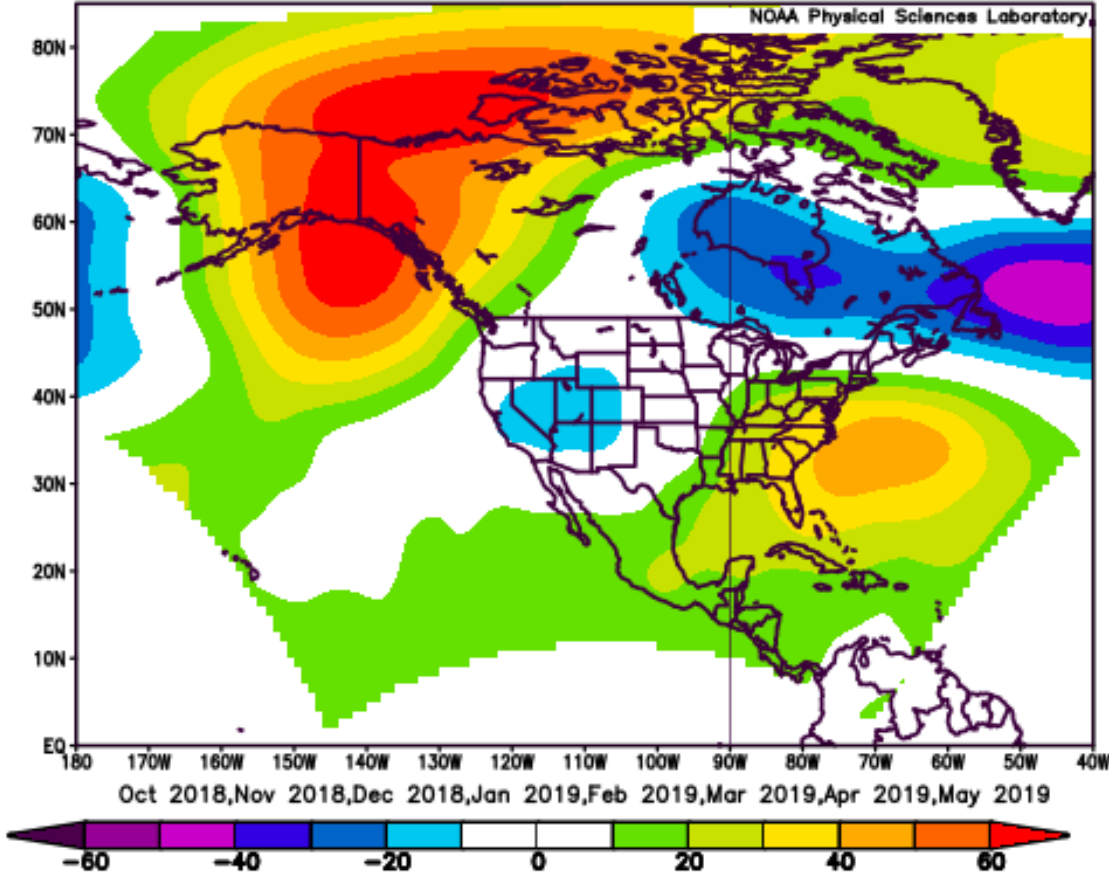 NOAA Physical Sciences Laboratory,
80N
70N
60N
50N
40N
30N
20N
10N
EQ
180 170W 160W 150W 140W 130W 120W 110W 100W 90W 80W 70W 60W 50W 40W
Oct 2018,Nov 2018,Dec 2018,Jan 2019,Feb 2019,Mar 2019,Apr 2019,May 2019
-60 -40 -20 0 20 40 60